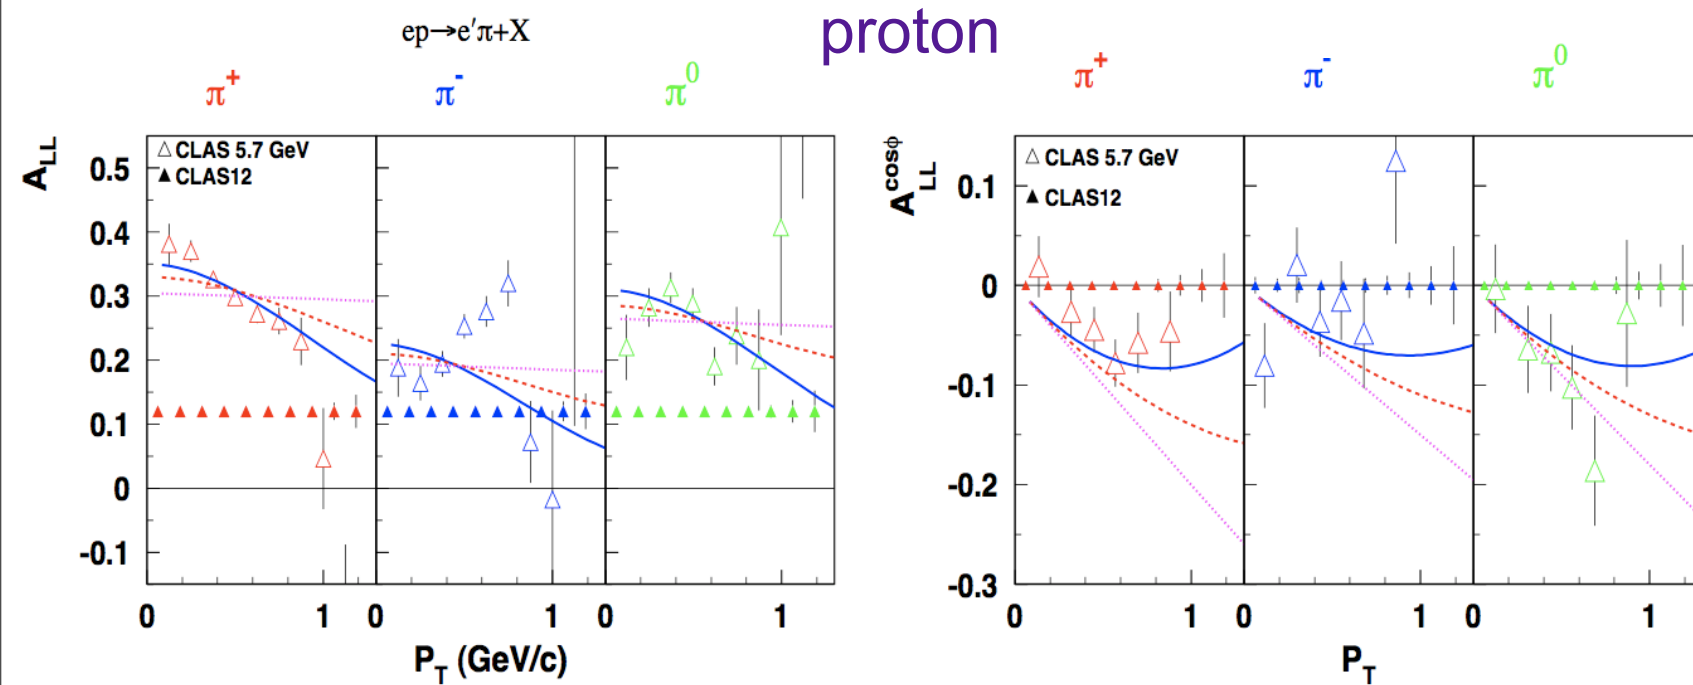 proton
ep→e′π+X
π+ π- π0
ALL
△ CLAS 5.7 GeV
▲ CLAS12
0.5
0.4
0.3
0.2
0.1
0
-0.1
0 1 0 1 0 1
PT (GeV/c)
π+ π- π0
ALL cosϕ
△ CLAS 5.7 GeV
▲ CLAS12
0.1
0
-0.1
-0.2
-0.3
0 1 0 1 0 1
PT